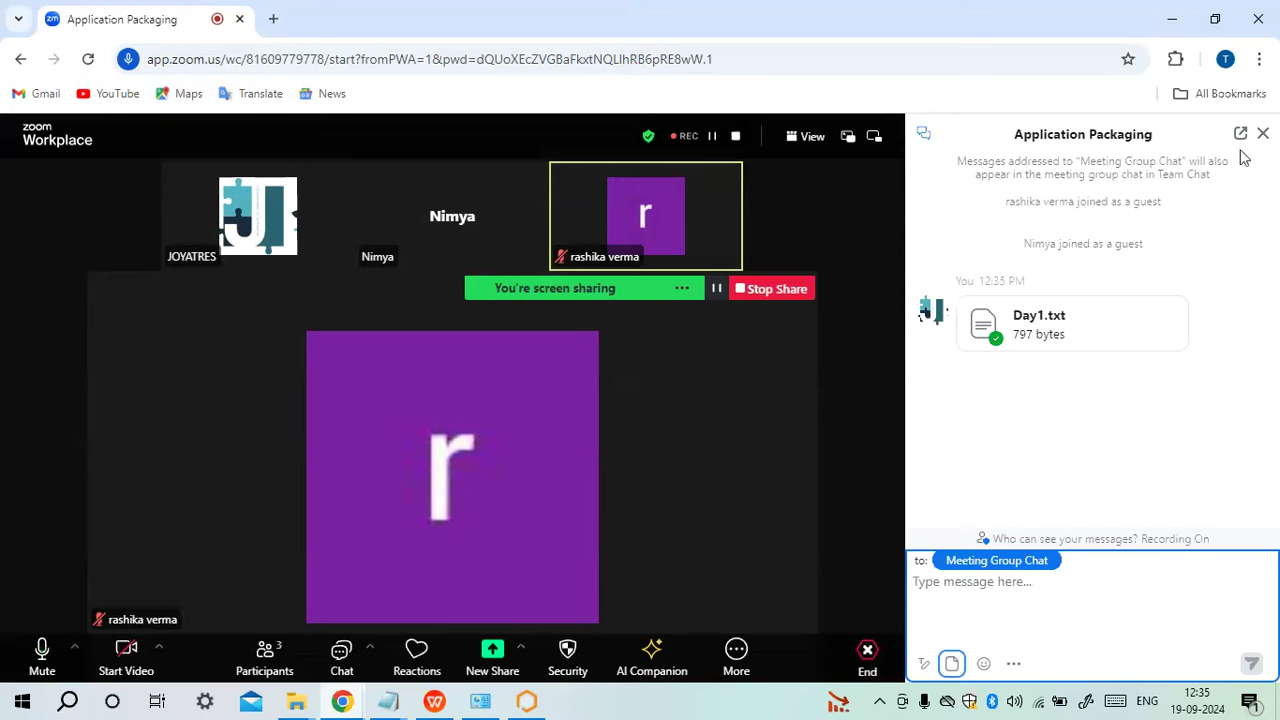 zm Application Packaging
app.zoom.us/wc/81609779778/start?fromPWA=1&pwd=dQUoXEcZVGBaFkxtNQLlhRB6pRE8wW.1
T
Gmail YouTube Maps Translate News All Bookmarks
zoom
Workplace
REC View
Nimya
r
JOYATRES
Nimya
rashika verma
You're screen sharing ... Stop Share
r
rashika verma
Mute Start Video Participants 3 Chat Reactions New Share Security AI Companion More End
Application Packaging
Messages addressed to "Meeting Group Chat" will also
appear in the meeting group chat in Team Chat
rashika verma joined as a guest
Nimya joined as a guest
You 12:35 PM
Day1.txt
797 bytes
Who can see your messages? Recording On
to: Meeting Group Chat
Type message here...
ENG
12:35
19-09-2024
1